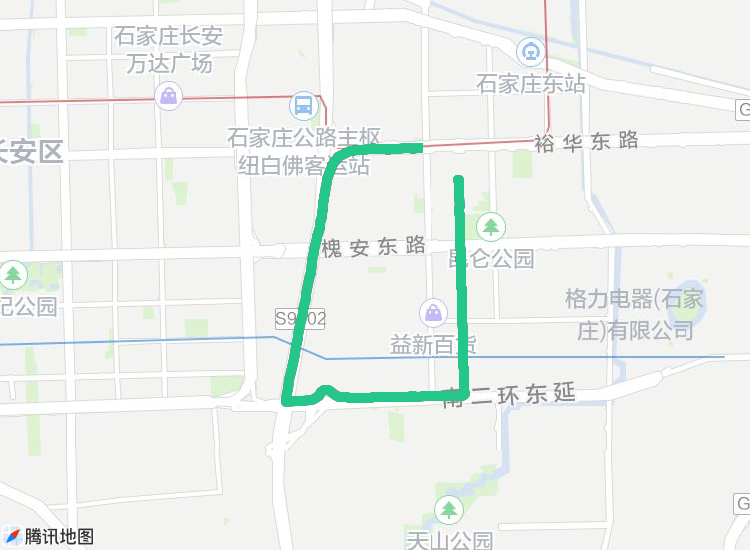 石家庄长安
万达广场
石家庄东站
G
石家庄公路主枢
纽白佛客运站
裕华东路
长安区
槐安东路
昆仑公园
纪公园
格力电器(石家
庄)有限公司
S9902
益新百货
南二环东延
天山公园
G
腾讯地图